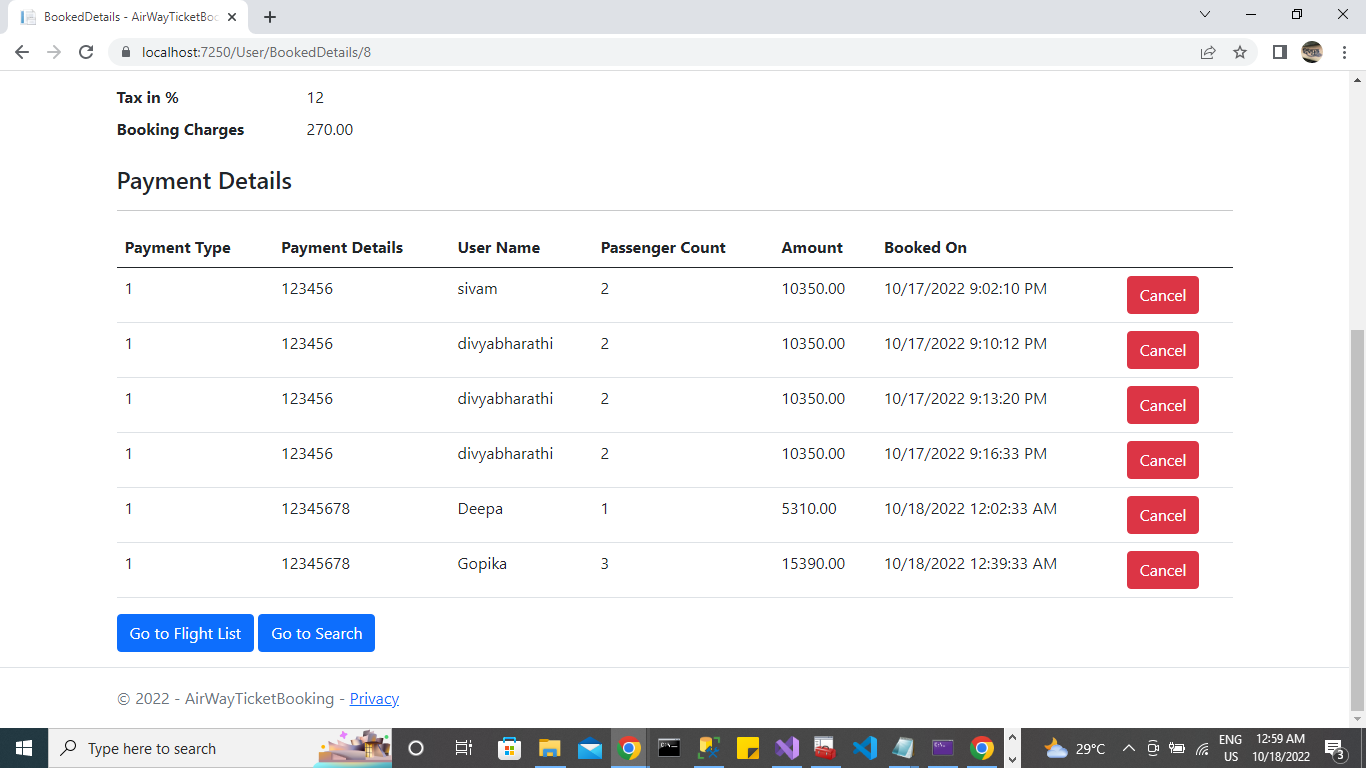 BookedDetails - AirWayTicketBoo
localhost:7250/User/BookedDetails/8
Tax in % 12
Booking Charges 270.00
Payment Details
Payment Type Payment Details User Name Passenger Count Amount Booked On
1 123456 sivam 2 10350.00 10/17/2022 9:02:10 PM Cancel
1 123456 divyabharathi 2 10350.00 10/17/2022 9:10:12 PM Cancel
1 123456 divyabharathi 2 10350.00 10/17/2022 9:13:20 PM Cancel
1 123456 divyabharathi 2 10350.00 10/17/2022 9:16:33 PM Cancel
1 12345678 Deepa 1 5310.00 10/18/2022 12:02:33 AM Cancel
1 12345678 Gopika 3 15390.00 10/18/2022 12:39:33 AM Cancel
Go to Flight List Go to Search
© 2022 - AirWayTicketBooking - Privacy
Type here to search 29°C ENG 12:59 AM
US 10/18/2022 3